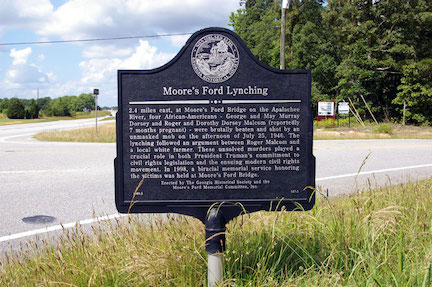 Moore's Ford Lynching
2.4 miles east, at Moore's Ford Bridge on the Apalachee
River, four African-Americans - George and May Murray
Dorsey and Roger and Dorothy Dorsey Malcom (reportedly
7 months pregnant) - were brutally beaten and shot by an
unmasked mob on the afternoon of July 25, 1946. The
lynching followed an argument between Roger Malcom and
a local white farmer. These unsolved murders played a
crucial role in both President Truman's commitment to
civil rights legislation and the ensuing modern civil rights
movement. In 1998, a biracial memorial service honoring
the victims was held at Moore's Ford Bridge.
Erected by The Georgia Historical Society and the
Moore's Ford Memorial Committee, Inc.